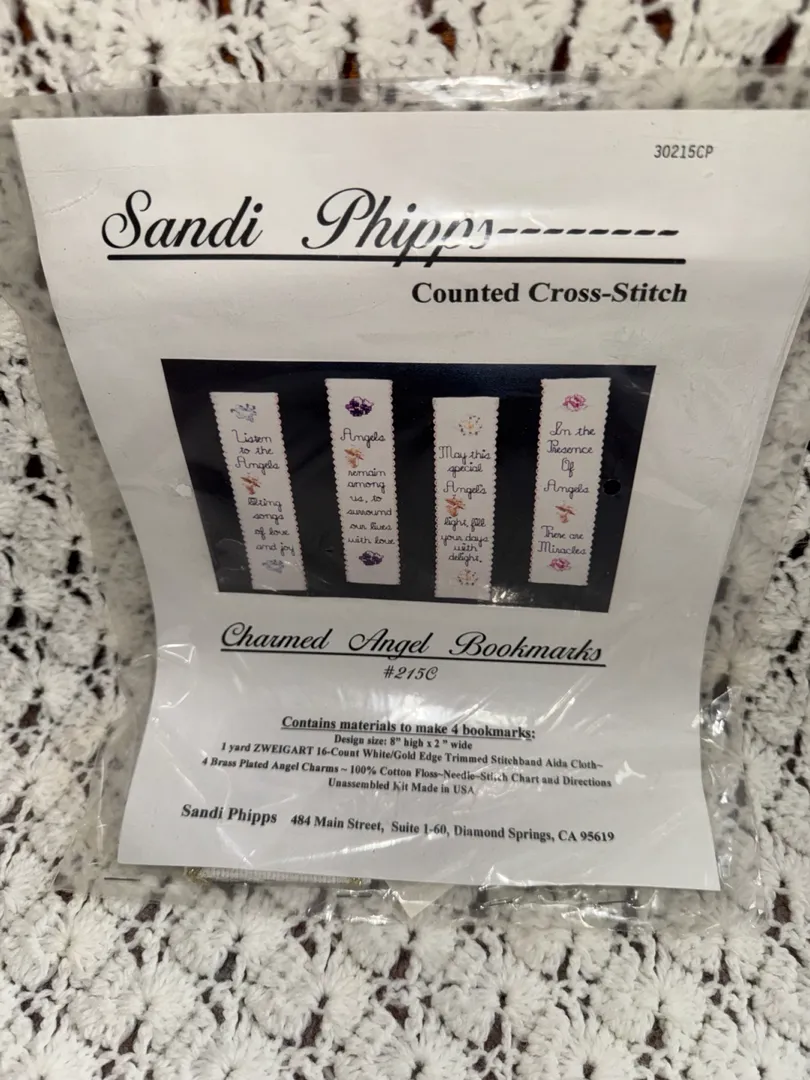 30215CP
Sandi Phipps--------
Counted Cross-Stitch
Listen
to the
Angels
lilting
songs
of love
and joy
Angels
remain
among
us, to
surround
our lives
with love
May this
special
Angel's
light, fill
your days
with
delight.
In the
Presence
Of
Angels
There are
Miracles
Charmed Angel Bookmarks
#215C
Contains materials to make 4 bookmarks:
Design size: 8" high x 2 " wide
1 yard ZWEIGART 16-Count White/Gold Edge Trimmed Stitchband Aida Cloth~
4 Brass Plated Angel Charms ~ 100% Cotton Floss~Needle~Stitch Chart and Directions
Unassembled Kit Made in USA
Sandi Phipps 484 Main Street, Suite 1-60, Diamond Springs, CA 95619